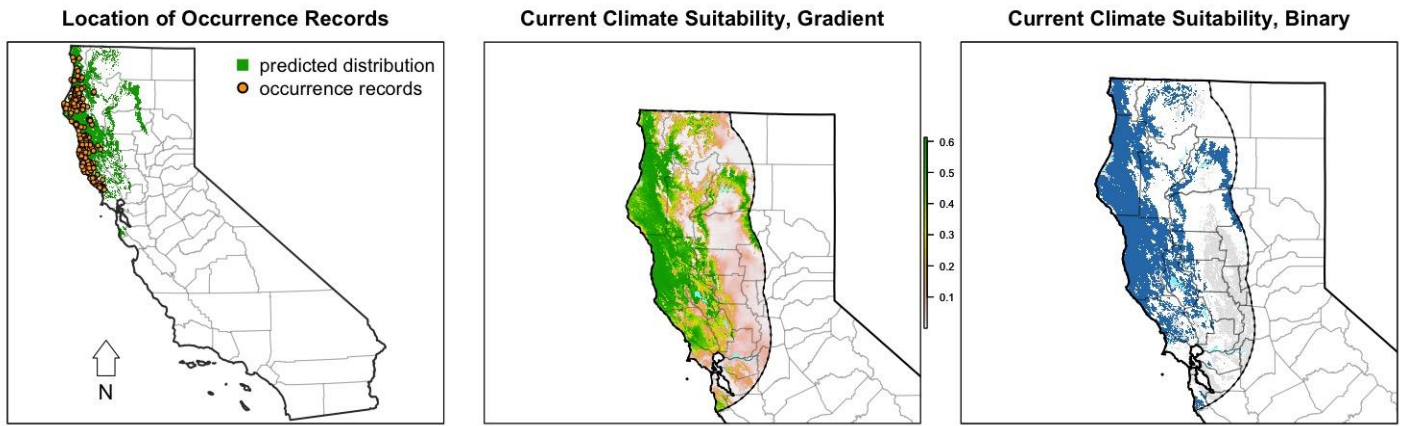 Location of Occurrence Records
predicted distribution
occurrence records
N
Current Climate Suitability, Gradient
0.6
0.5
0.4
0.3
0.2
0.1
Current Climate Suitability, Binary